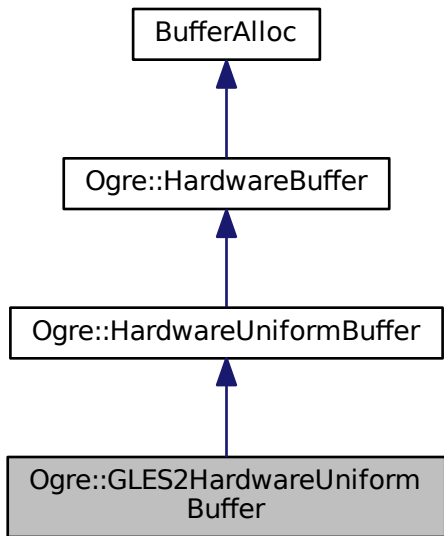 BufferAlloc
Ogre::HardwareBuffer
Ogre::HardwareUniformBuffer
Ogre::GLES2HardwareUniform
Buffer